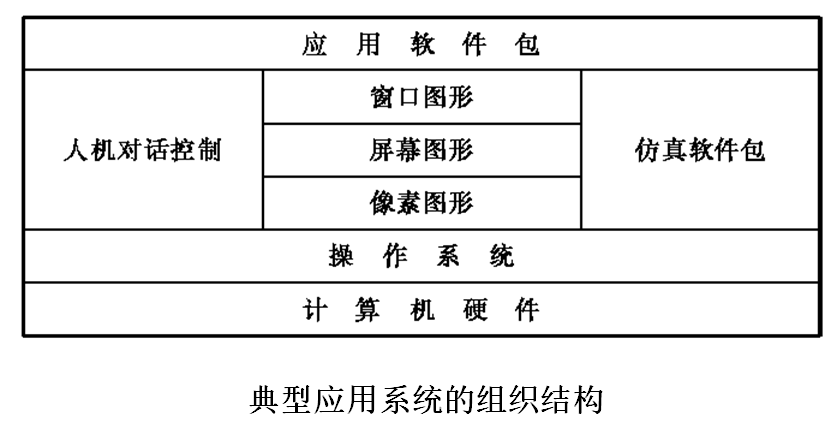 应用软件包
窗口图形
人机对话控制
屏幕图形
仿真软件包
像素图形
操作系统
计算机硬件
典型应用系统的组织结构